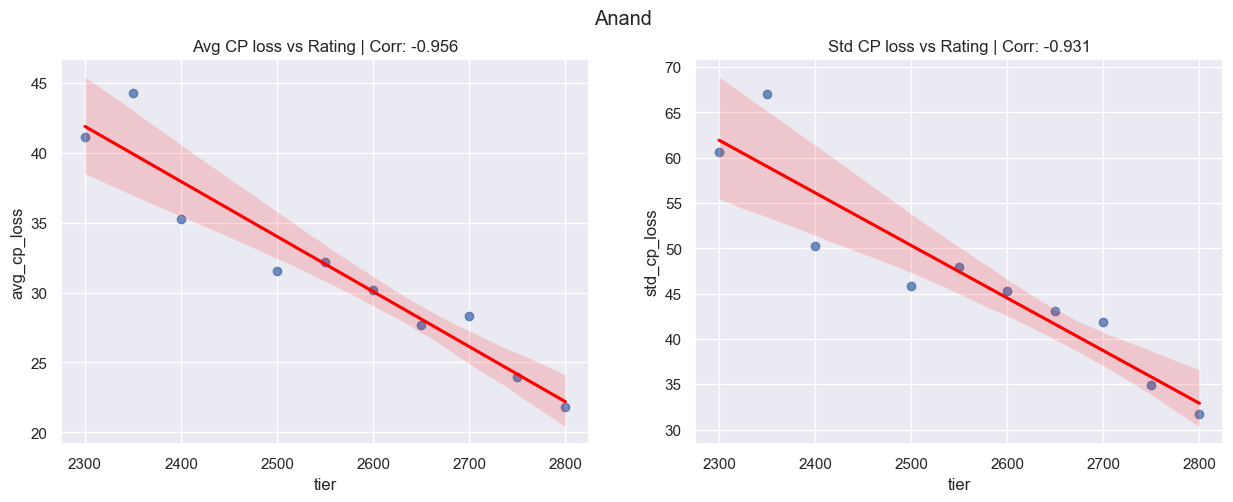 Anand
Avg CP loss vs Rating | Corr: -0.956
45
40
35
30
25
20
avg_cp_loss
2300 2400 2500 2600 2700 2800
tier
Std CP loss vs Rating | Corr: -0.931
70
65
60
55
50
45
40
35
30
std_cp_loss
2300 2400 2500 2600 2700 2800
tier